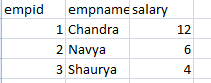 empid empname salary
1 Chandra 12
2 Navya 6
3 Shaurya 4